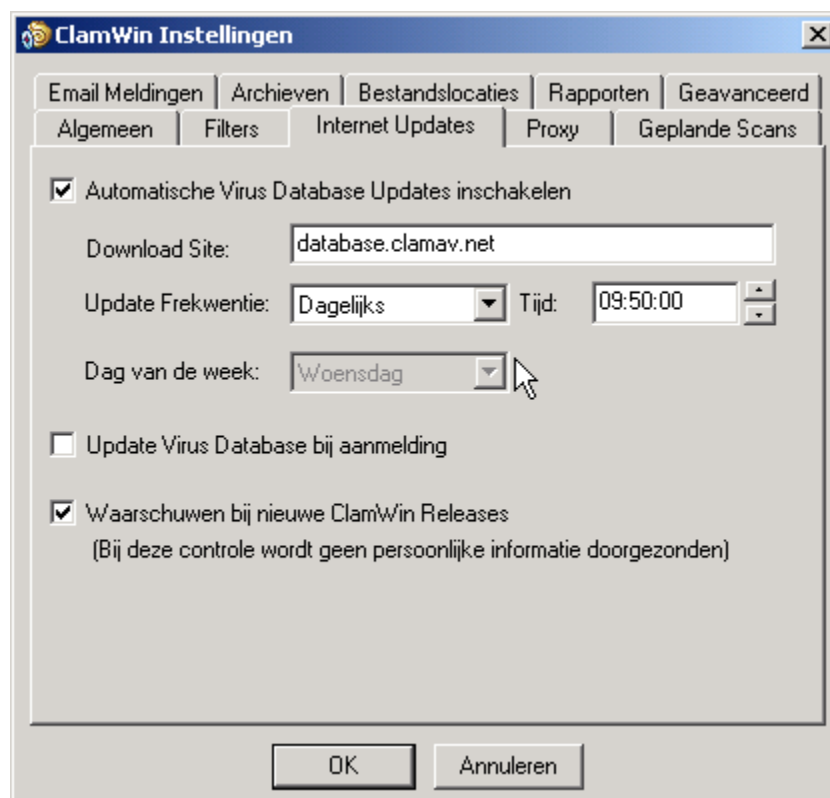 ClamWin Instellingen
Email Meldingen Archieven Bestandslocaties Rapporten Geavanceerd
Algemeen Filters Internet Updates Proxy Geplande Scans
Automatische Virus Database Updates inschakelen
Download Site: database.clamav.net
Update Frekwentie: Dagelijks Tijd: 09:50:00
Dag van de week: Woensdag
Update Virus Database bij aanmelding
Waarschuwen bij nieuwe ClamWin Releases
(Bij deze controle wordt geen persoonlijke informatie doorgezonden)
OK Annuleren